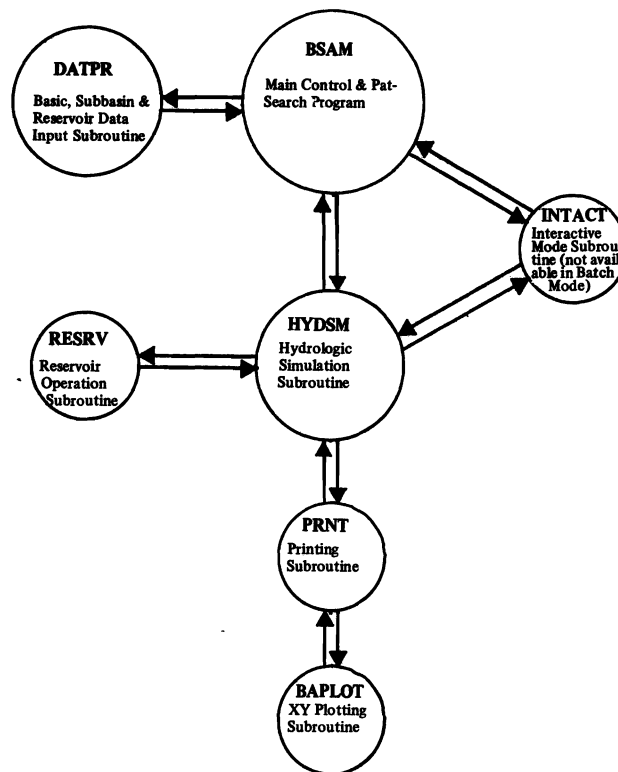 BSAM
Main Control & Pat-
Search Program
DATPR
Basic, Subbasin &
Reservoir Data
Input Subroutine
INTACT
Interactive
Mode Subrou
tine (not avail
able in Batch
Mode)
HYDSM
Hydrologic
Simulation
Subroutine
RESRV
Reservoir
Operation
Subroutine
PRNT
Printing
Subroutine
BAPLOT
XY Plotting
Subroutine